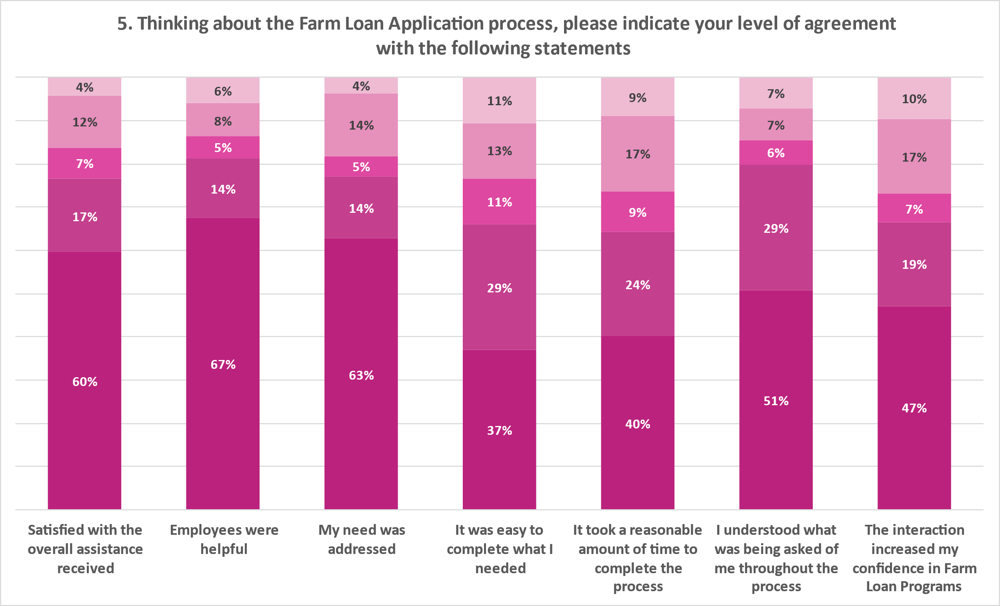 5. Thinking about the Farm Loan Application process, please indicate your level of agreement
with the following statements
4%
12%
7%
17%
60%
6%
8%
5%
14%
67%
4%
14%
5%
14%
63%
11%
13%
11%
29%
37%
9%
17%
9%
24%
40%
7%
7%
6%
29%
51%
10%
17%
7%
19%
47%
Satisfied with the
overall assistance
received
Employees were
helpful
My need was
addressed
It was easy to
complete what I
needed
It took a reasonable
amount of time to
complete the
process
I understood what
was being asked of
me throughout the
process
The interaction
increased my
confidence in Farm
Loan Programs